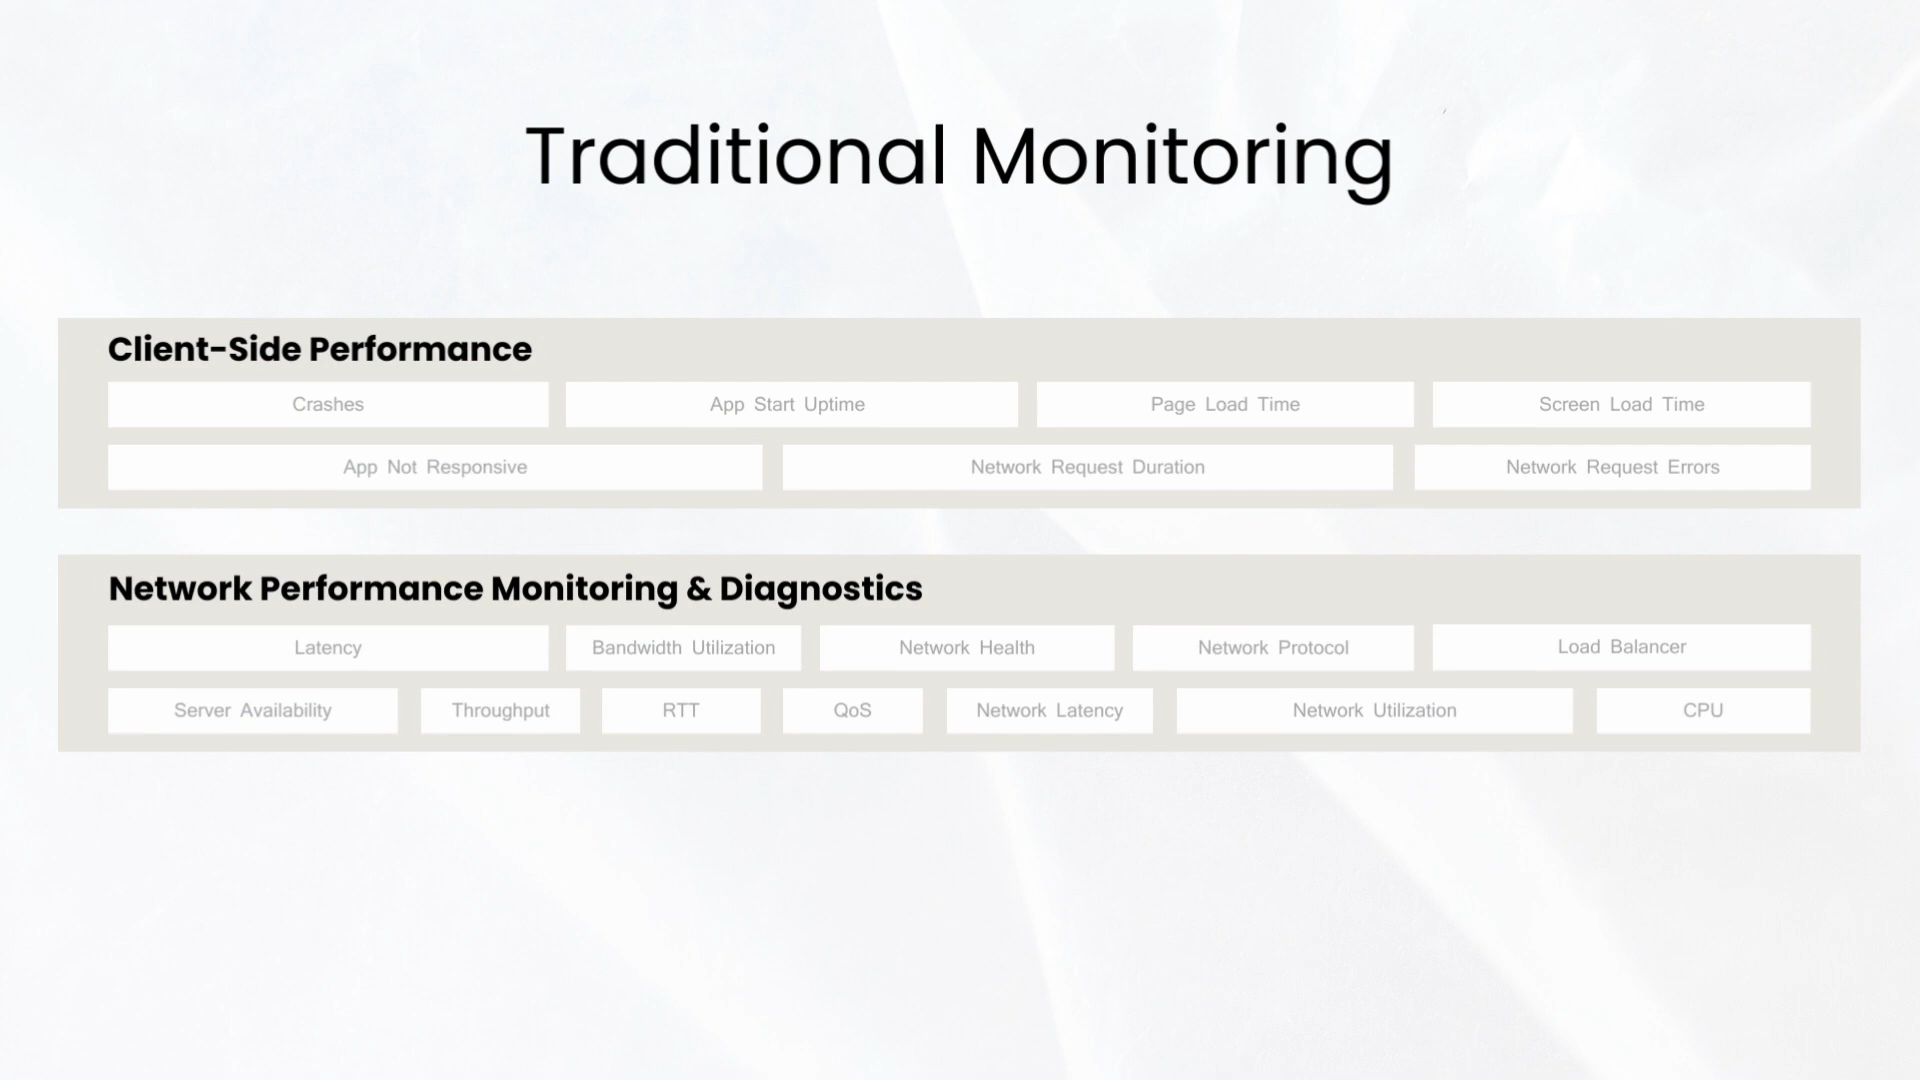 Traditional Monitoring
Client-Side Performance
Crashes
App Start Uptime
Page Load Time
Screen Load Time
App Not Responsive
Network Request Duration
Network Request Errors
Network Performance Monitoring & Diagnostics
Latency
Bandwidth Utilization
Network Health
Network Protocol
Load Balancer
Server Availability
Throughput
RTT
QoS
Network Latency
Network Utilization
CPU